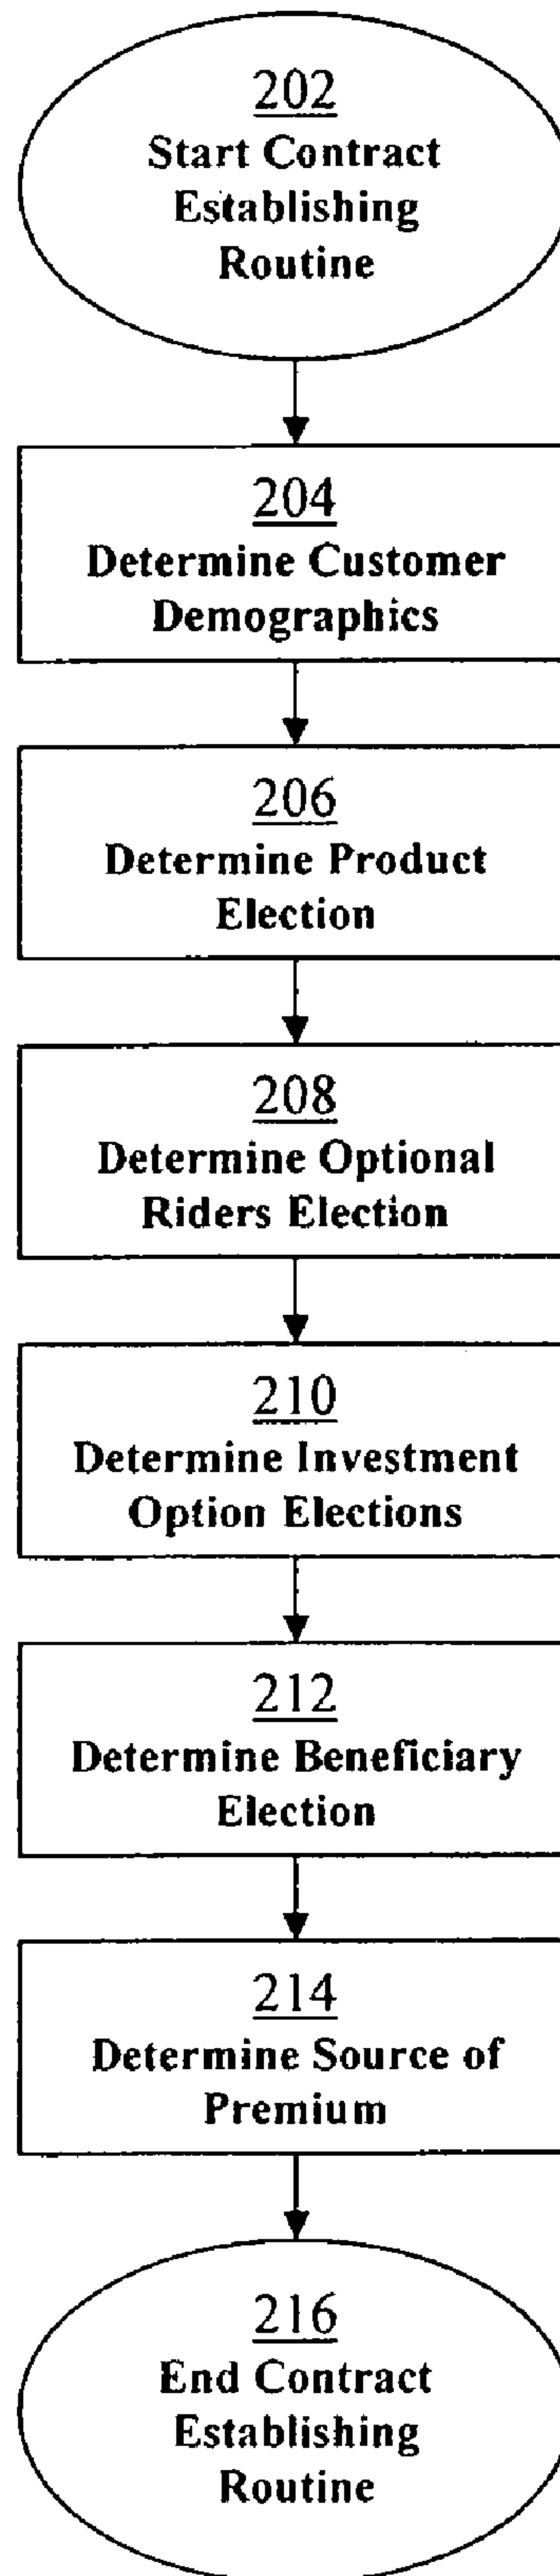 202
Start Contract
Establishing
Routine
204
Determine Customer
Demographics
206
Determine Product
Election
208
Determine Optional
Riders Election
210
Determine Investment
Option Elections
212
Determine Beneficiary
Election
214
Determine Source of
Premium
216
End Contract
Establishing
Routine